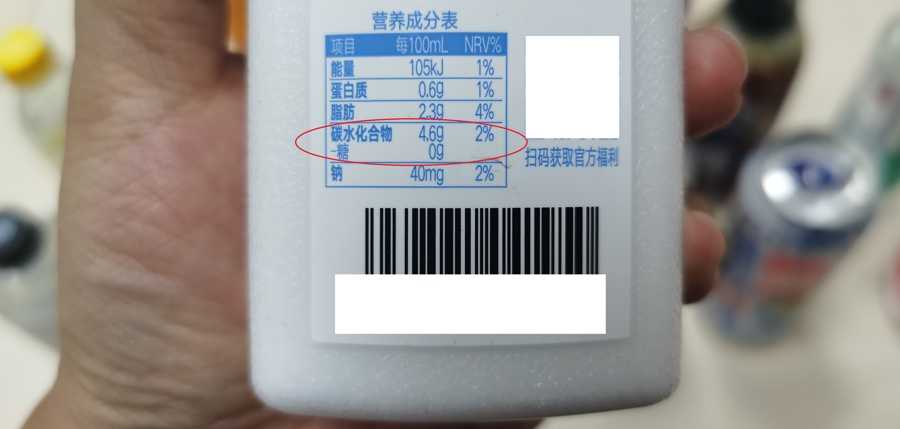 营养成分表
项目 每100mL NRV%
能量 105kJ 1%
蛋白质 0.6g 1%
脂肪 2.3g 4%
碳水化合物 4.6g 2%
-糖 0g
钠 40mg 2%
扫码获取官方福利